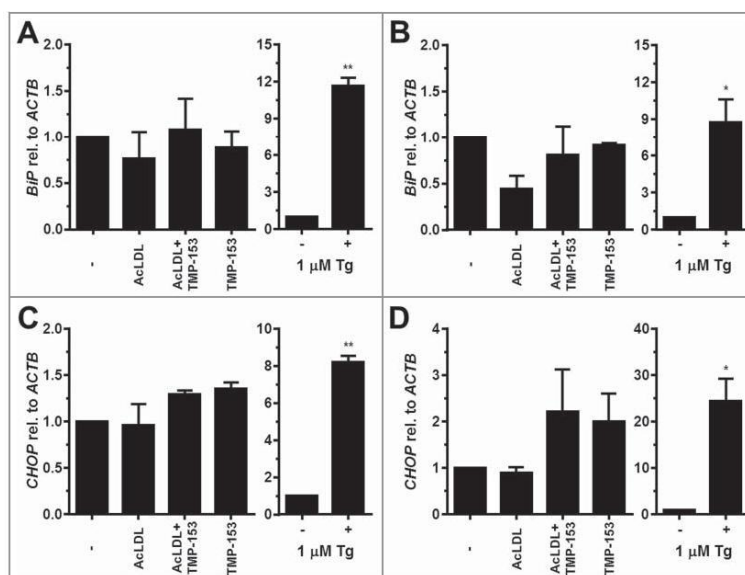 A
BiP rel. to ACTB
2.0
1.5
1.0
0.5
0.0
-
AcLDL
AcLDL+
TMP-153
TMP-153
15
12
9
6
3
0
**
- +
1 μM Tg
B
BiP rel. to ACTB
2.0
1.5
1.0
0.5
0.0
-
AcLDL
AcLDL+
TMP-153
TMP-153
15
12
9
6
3
0
*
- +
1 μM Tg
C
CHOP rel. to ACTB
2.0
1.5
1.0
0.5
0.0
-
AcLDL
AcLDL+
TMP-153
TMP-153
10
8
6
4
2
0
**
- +
1 μM Tg
D
CHOP rel. to ACTB
4
3
2
1
0
-
AcLDL
AcLDL+
TMP-153
TMP-153
40
30
20
10
0
*
- +
1 μM Tg